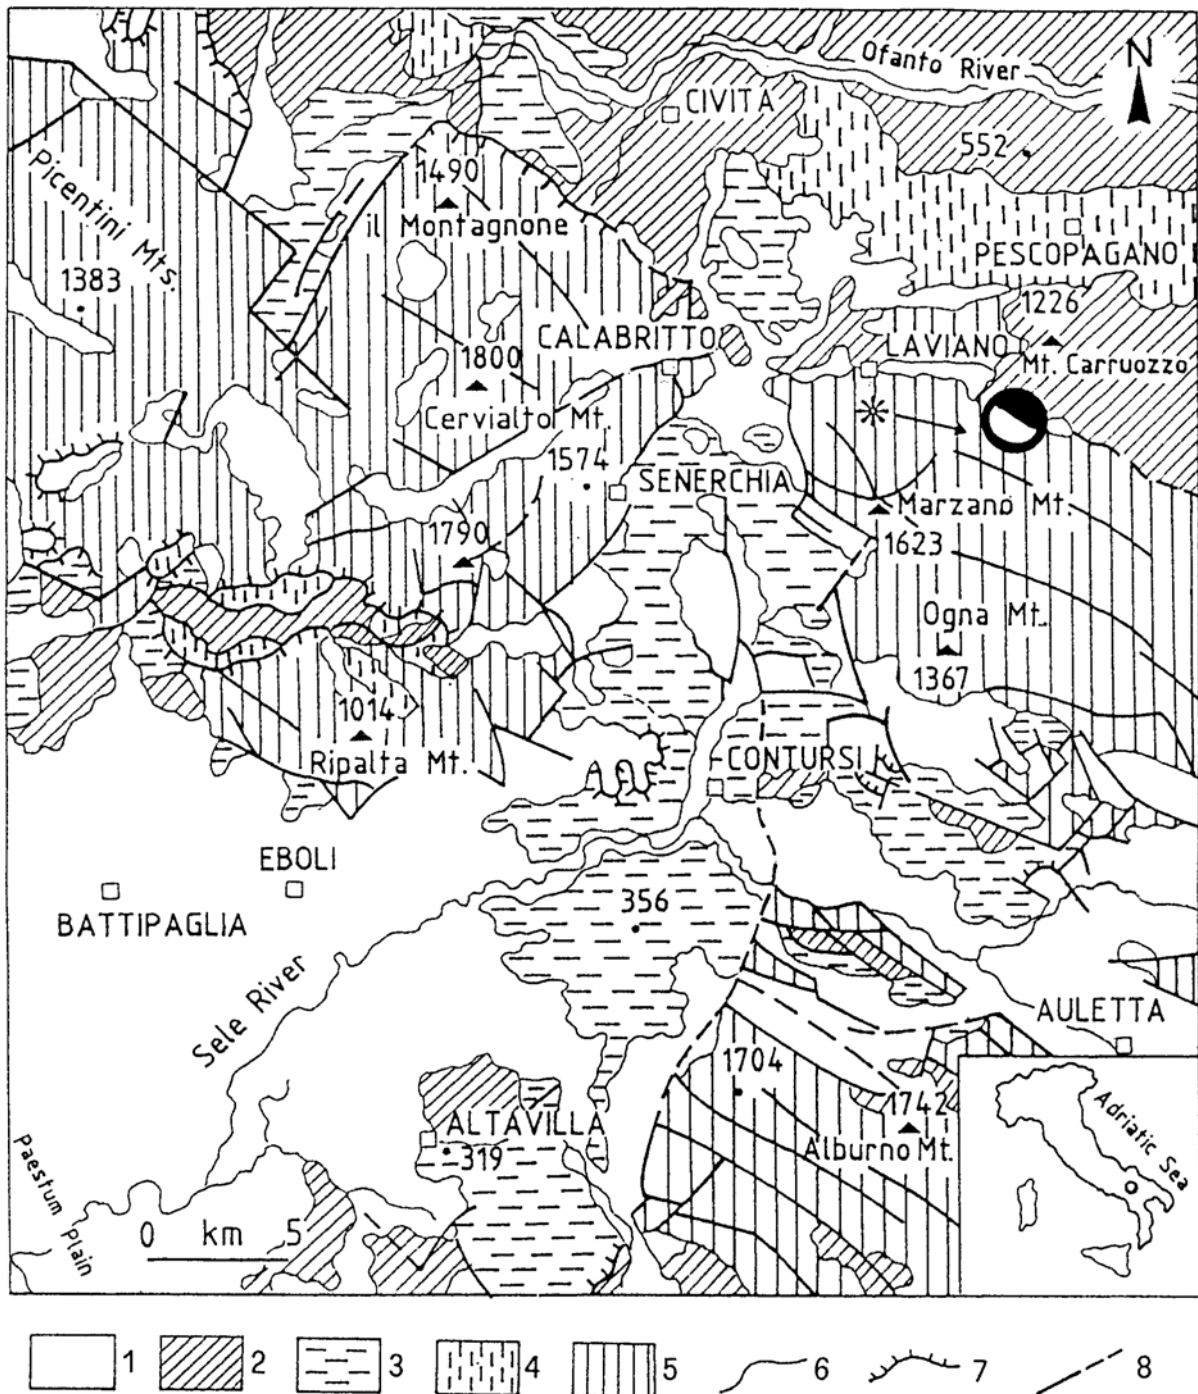 Ofanto River
N
CIVITA
552
1490
il Montagnone
Picentini Mts.
1383
PESCOPAGANO
1226
Mt. Carruozzo
CALABRITTO
LAVIANO
1800
Cervialto Mt.
1574
SENERCHIA
Marzano Mt.
1623
1790
Ogna Mt.
1367
1014
Ripalta Mt.
CONTURSI
EBOLI
BATTIPAGLIA
356
Sele River
AULETTA
1704
1742
Alburno Mt.
ALTAVILLA
319
Paestum Plain
0 km 5
Adriatic Sea
1 2 3 4 5 6 7 8